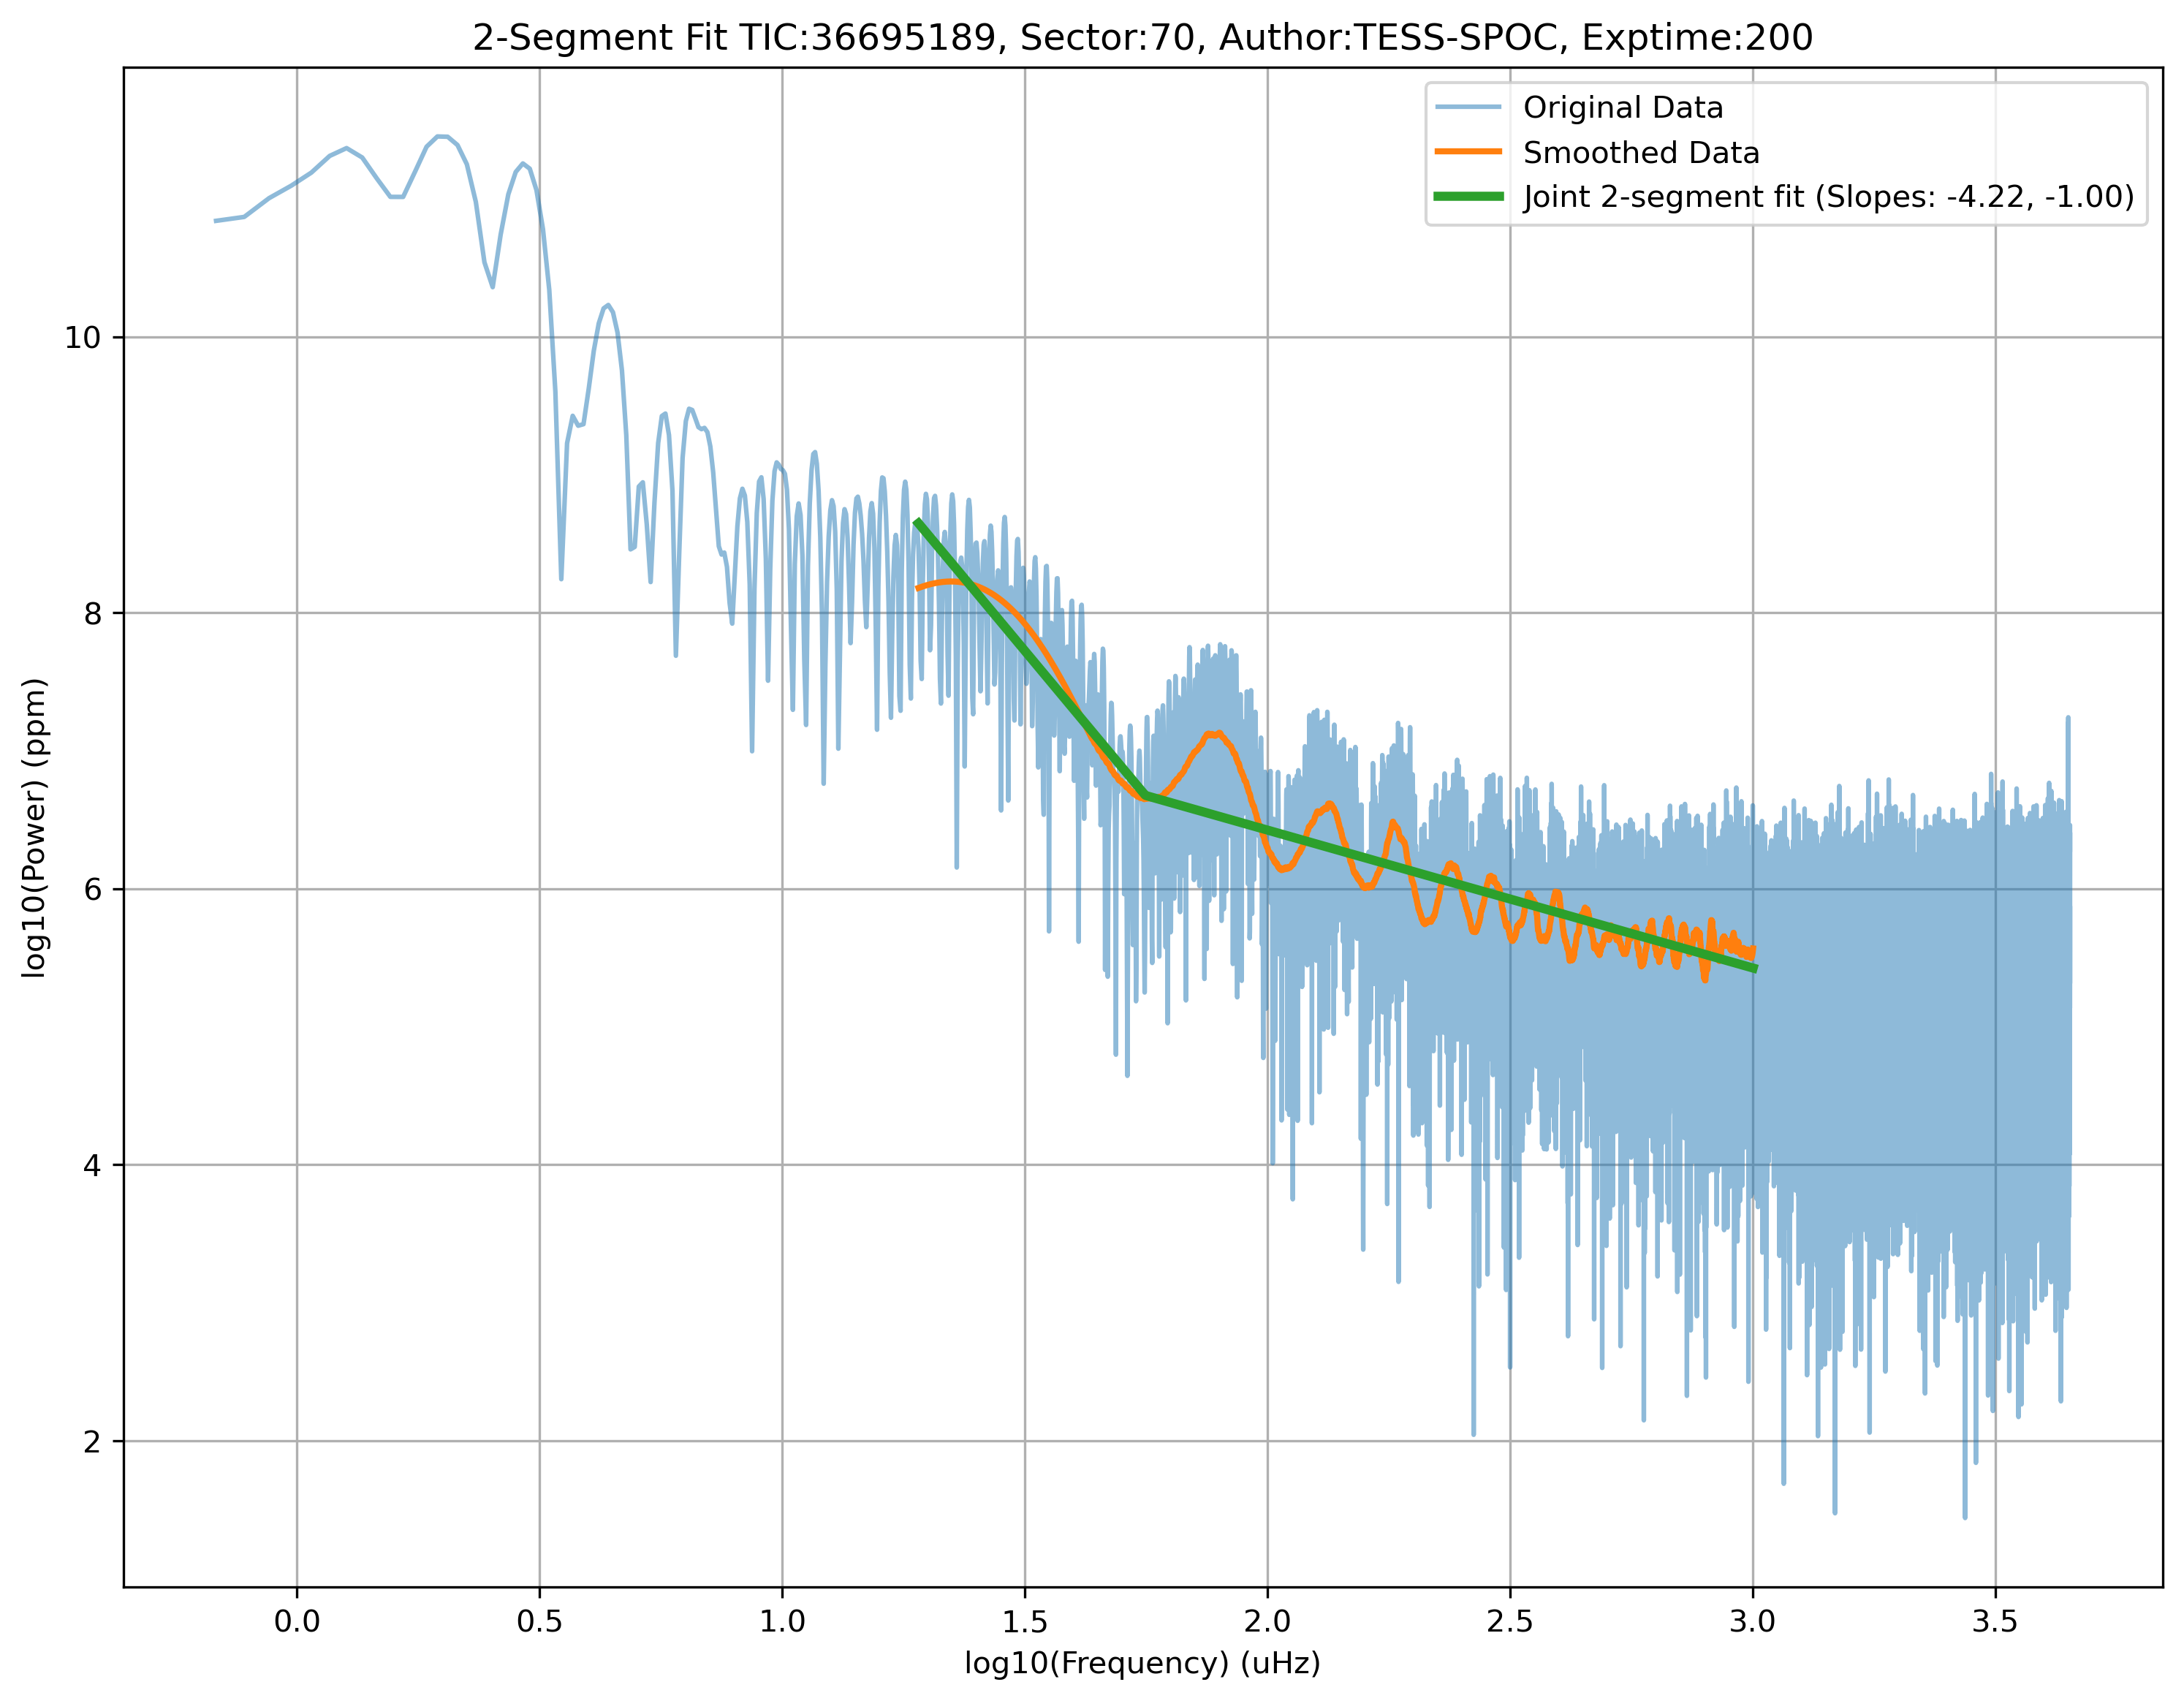 2-Segment Fit TIC:36695189, Sector:70, Author:TESS-SPOC, Exptime:200
Original Data
Smoothed Data
Joint 2-segment fit (Slopes: -4.22, -1.00)
log10(Power) (ppm)
10
8
6
4
2
0.0 0.5 1.0 1.5 2.0 2.5 3.0 3.5
log10(Frequency) (uHz)